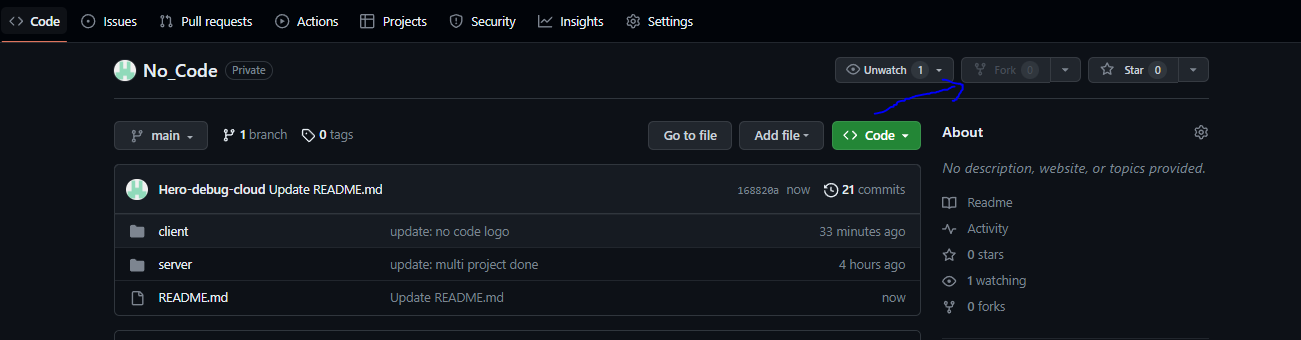 Code Issues Pull requests Actions Projects Security Insights Settings
No_Code Private Unwatch 1 Fork 0 Star 0
main 1 branch 0 tags Go to file Add file Code
Hero-debug-cloud Update README.md 168820a now 21 commits
client update: no code logo 33 minutes ago
server update: multi project done 4 hours ago
README.md Update README.md now
About
No description, website, or topics provided.
Readme
Activity
0 stars
1 watching
0 forks